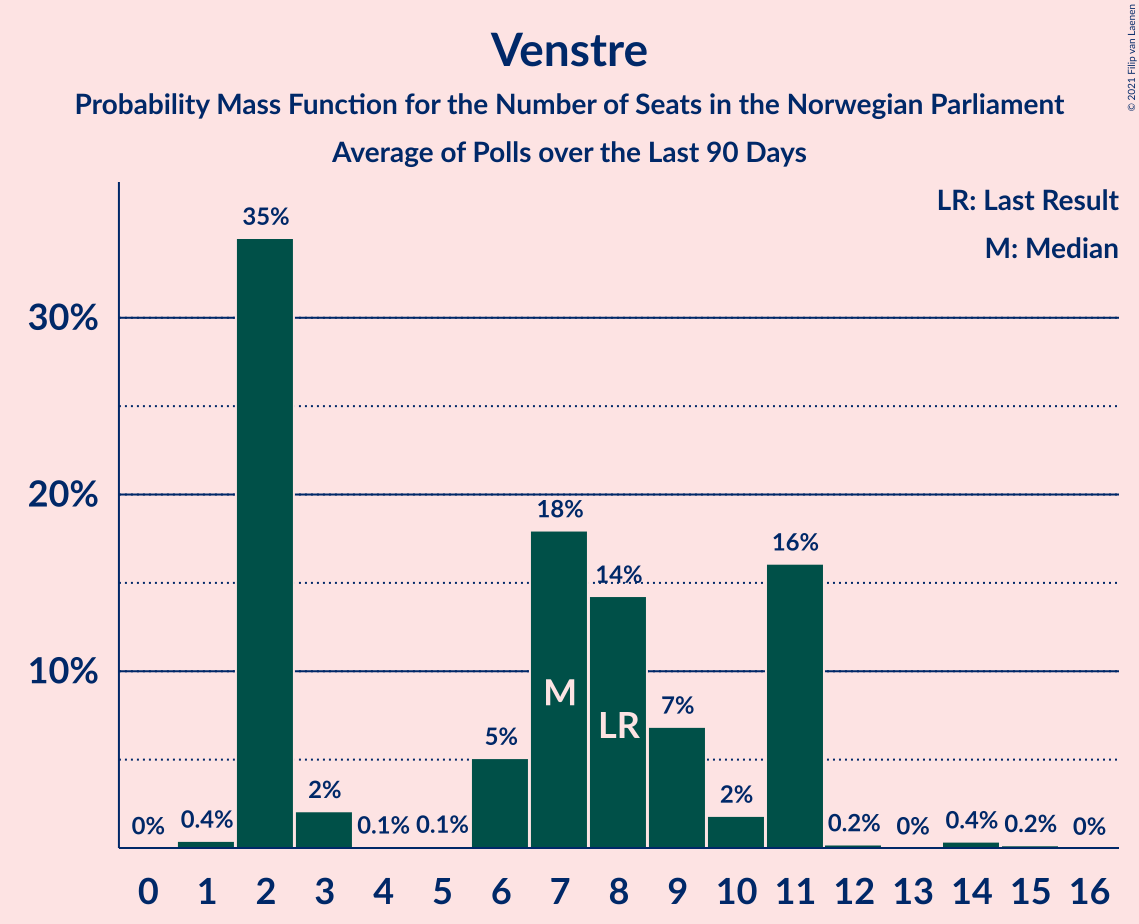 Venstre
Probability Mass Function for the Number of Seats in the Norwegian Parliament
Average of Polls over the Last 90 Days
© 2021 Filip van Laenen
LR: Last Result
M: Median
30%
20%
10%
0%
0.4%
35%
2%
0.1%
0.1%
5%
18%
14%
7%
2%
16%
0.2%
0%
0.4%
0.2%
0%
M
LR
0 1 2 3 4 5 6 7 8 9 10 11 12 13 14 15 16